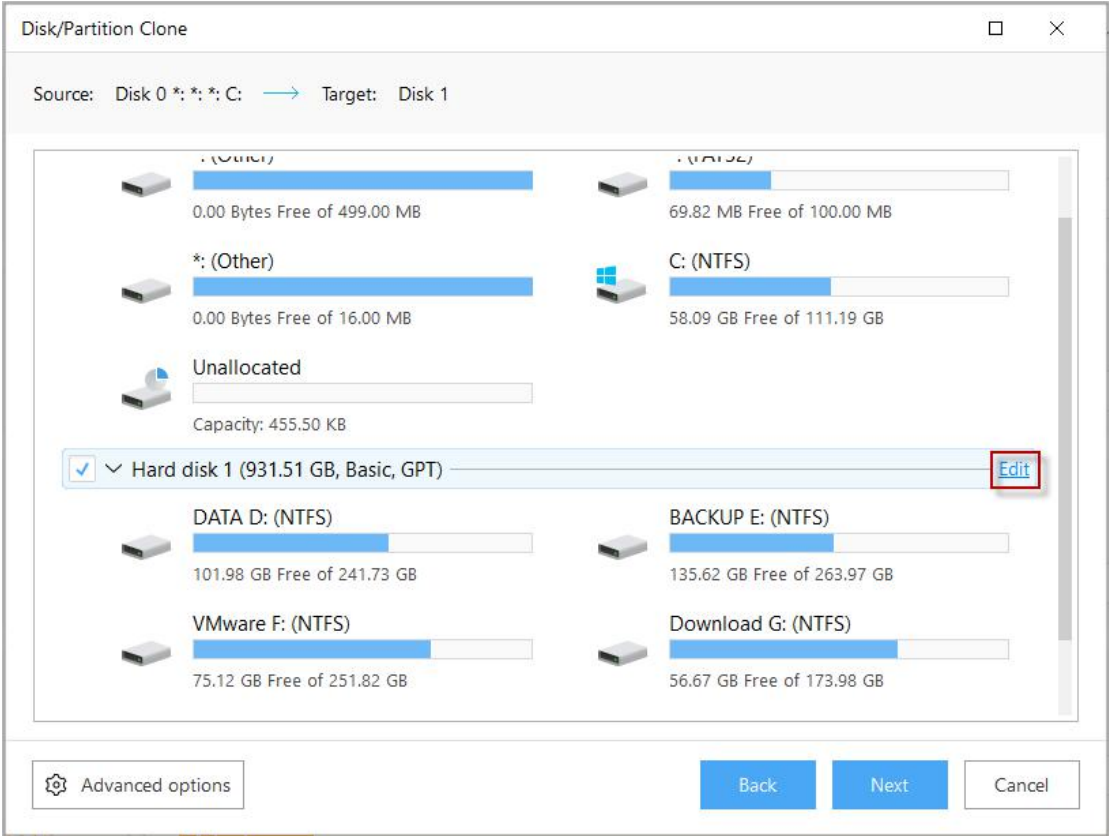 Disk/Partition Clone
Source: Disk 0 *: *: *: C: Target: Disk 1
*: (Other)
*: (FAT32)
0.00 Bytes Free of 499.00 MB
69.82 MB Free of 100.00 MB
*: (Other)
C: (NTFS)
0.00 Bytes Free of 16.00 MB
58.09 GB Free of 111.19 GB
Unallocated
Capacity: 455.50 KB
Hard disk 1 (931.51 GB, Basic, GPT)
Edit
DATA D: (NTFS)
BACKUP E: (NTFS)
101.98 GB Free of 241.73 GB
135.62 GB Free of 263.97 GB
VMware F: (NTFS)
Download G: (NTFS)
75.12 GB Free of 251.82 GB
56.67 GB Free of 173.98 GB
Advanced options
Back
Next
Cancel